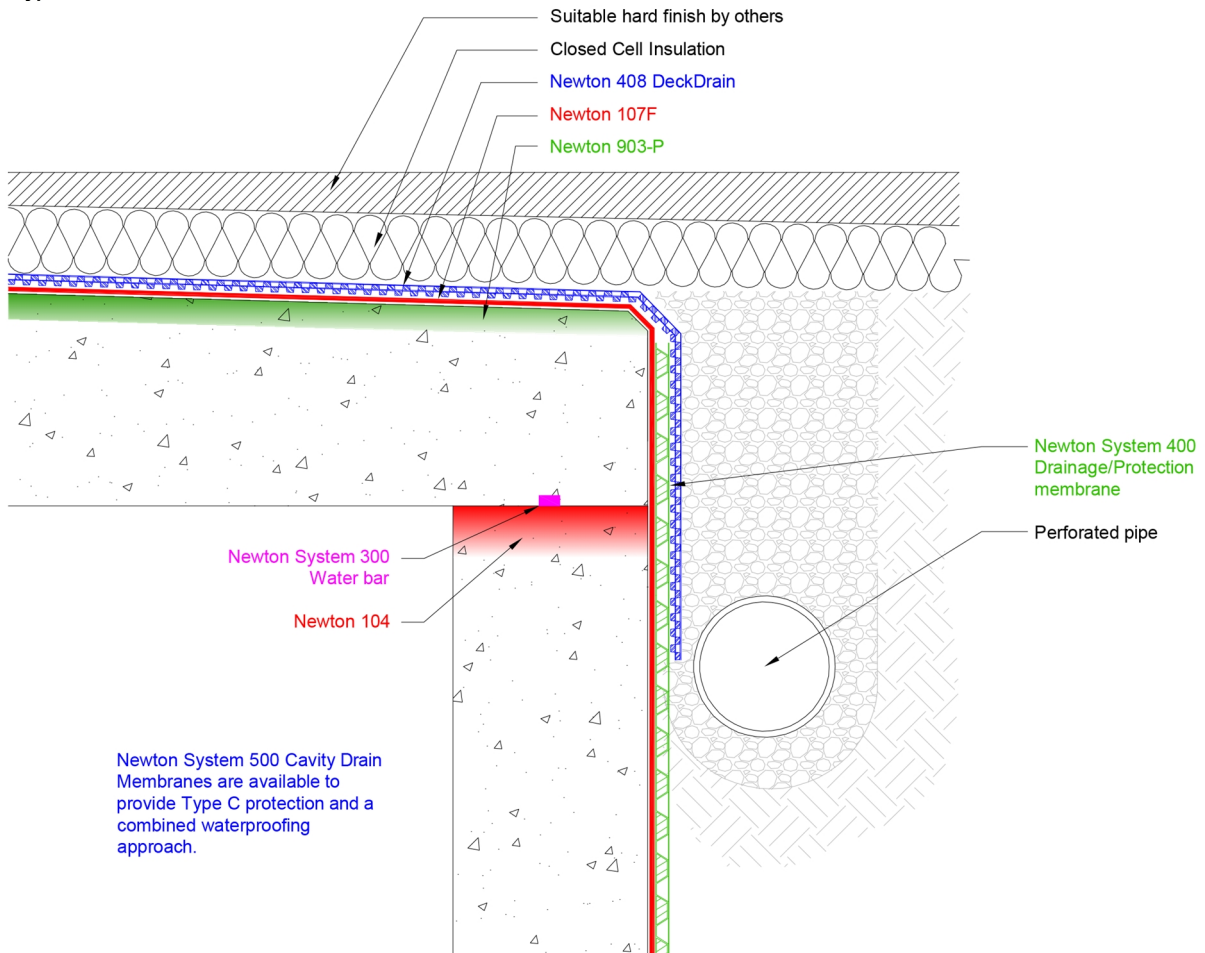 Suitable hard finish by others
Closed Cell Insulation
Newton 408 DeckDrain
Newton 107F
Newton 903-P
Newton System 400
Drainage/Protection
membrane
Perforated pipe
Newton System 300
Water bar
Newton 104
Newton System 500 Cavity Drain
Membranes are available to
provide Type C protection and a
combined waterproofing
approach.